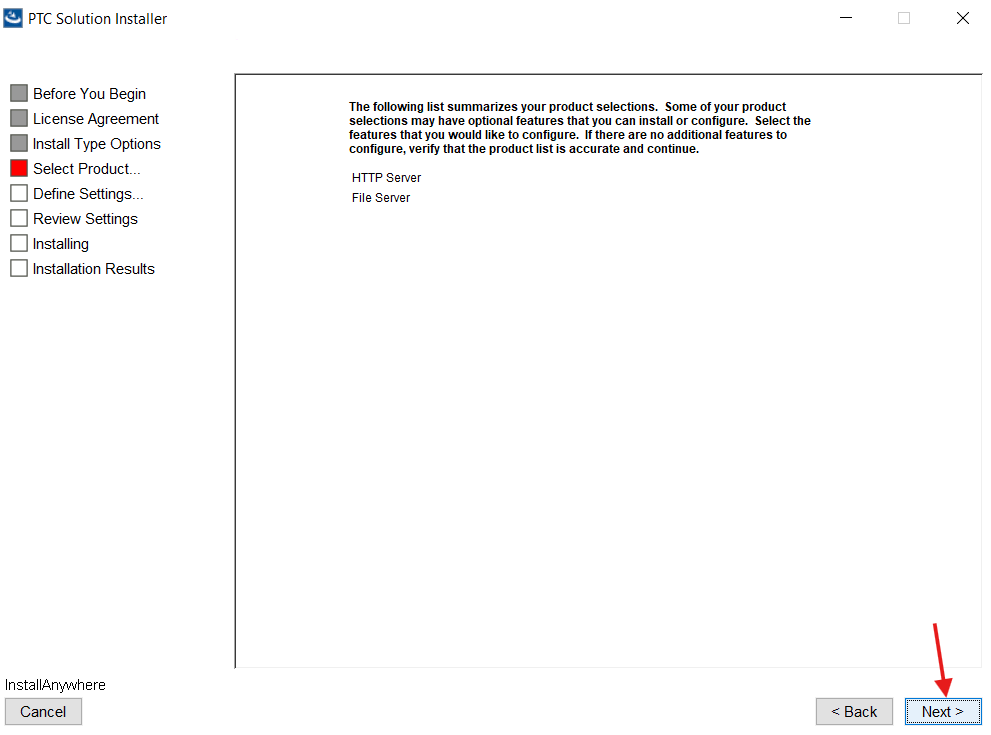 PTC Solution Installer
Before You Begin
License Agreement
Install Type Options
Select Product...
Define Settings...
Review Settings
Installing
Installation Results
The following list summarizes your product selections.  Some of your product
selections may have optional features that you can install or configure.  Select the
features that you would like to configure.  If there are no additional features to
configure, verify that the product list is accurate and continue.
HTTP Server
File Server
InstallAnywhere
Cancel
< Back
Next >